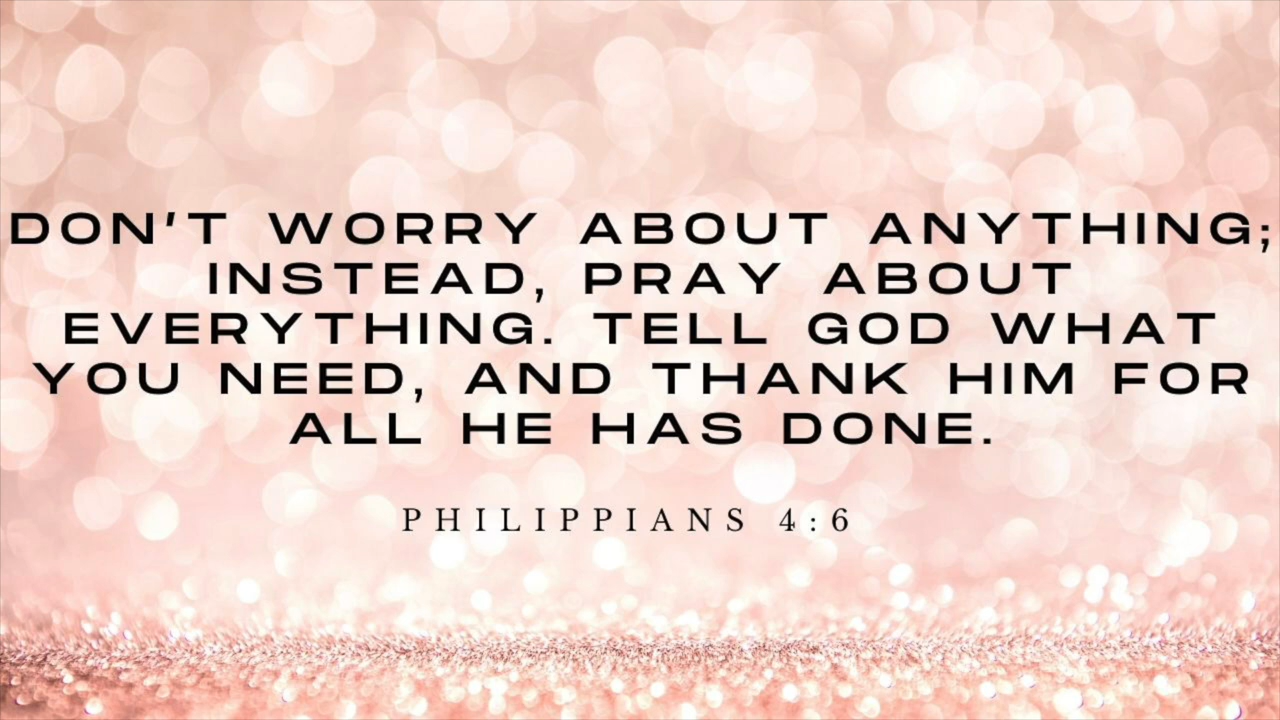 DON'T WORRY ABOUT ANYTHING;
INSTEAD, PRAY ABOUT
EVERYTHING. TELL GOD WHAT
YOU NEED, AND THANK HIM FOR
ALL HE HAS DONE.
PHILIPPIANS 4:6